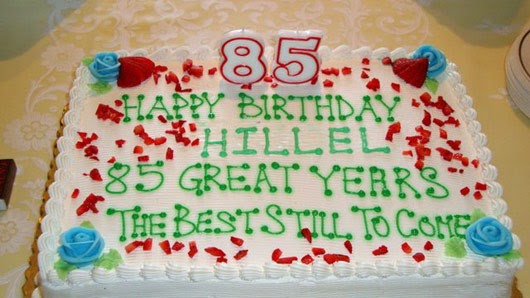 85
HAPPY BIRTHDAY
HILLEL
85 GREAT YEARS
THE BEST STILL TO COME